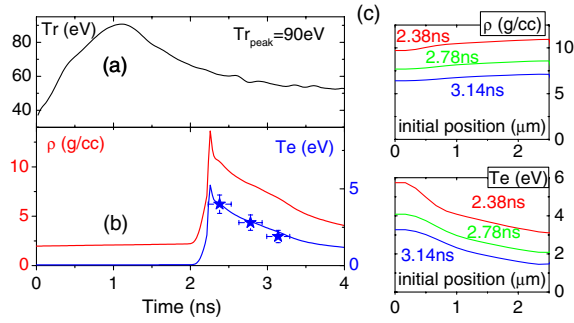 Tr (eV)
Tr_peak=90eV
80
60
40
(a)
ρ (g/cc)
Te (eV)
10
5
0
5
0
(b)
0
1
2
3
4
Time (ns)
(c)
ρ (g/cc)
2.38ns
2.78ns
3.14ns
10
5
0
initial position (μm)
0
1
2
Te (eV)
2.38ns
2.78ns
3.14ns
6
4
2
0
initial position (μm)
0
1
2